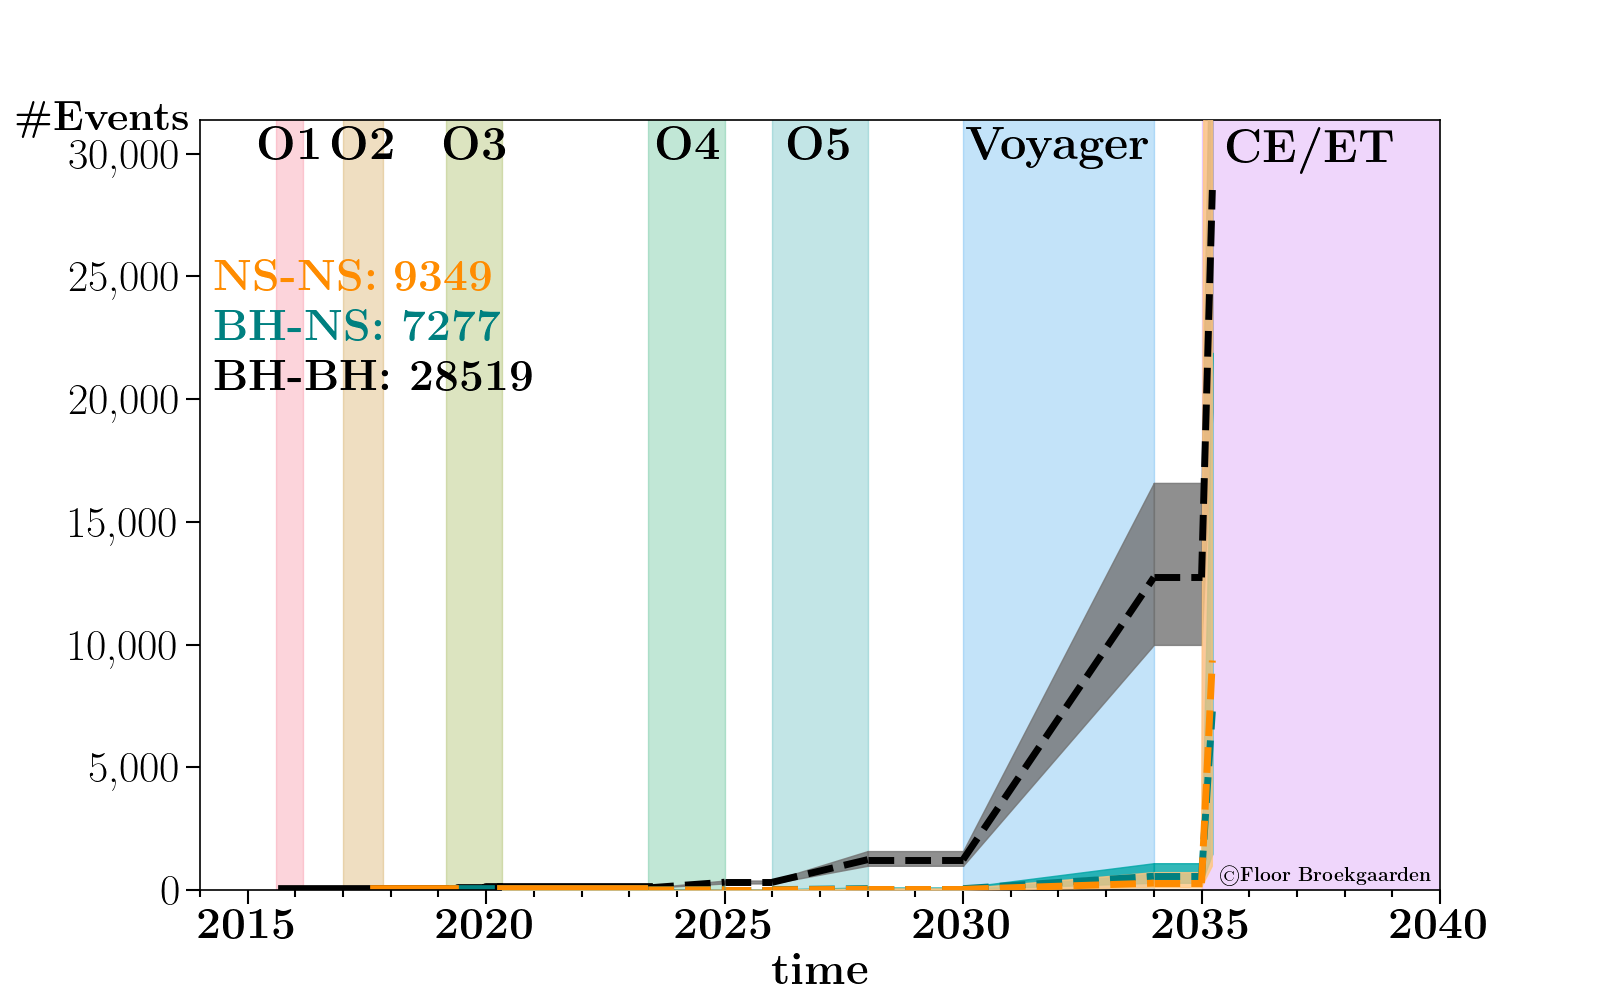 #Events
O1 O2 O3 O4 O5 Voyager CE/ET
30,000
25,000
NS-NS: 9349
BH-NS: 7277
BH-BH: 28519
20,000
15,000
10,000
5,000
0
©Floor Broekgaarden
2015 2020 2025 2030 2035 2040
time